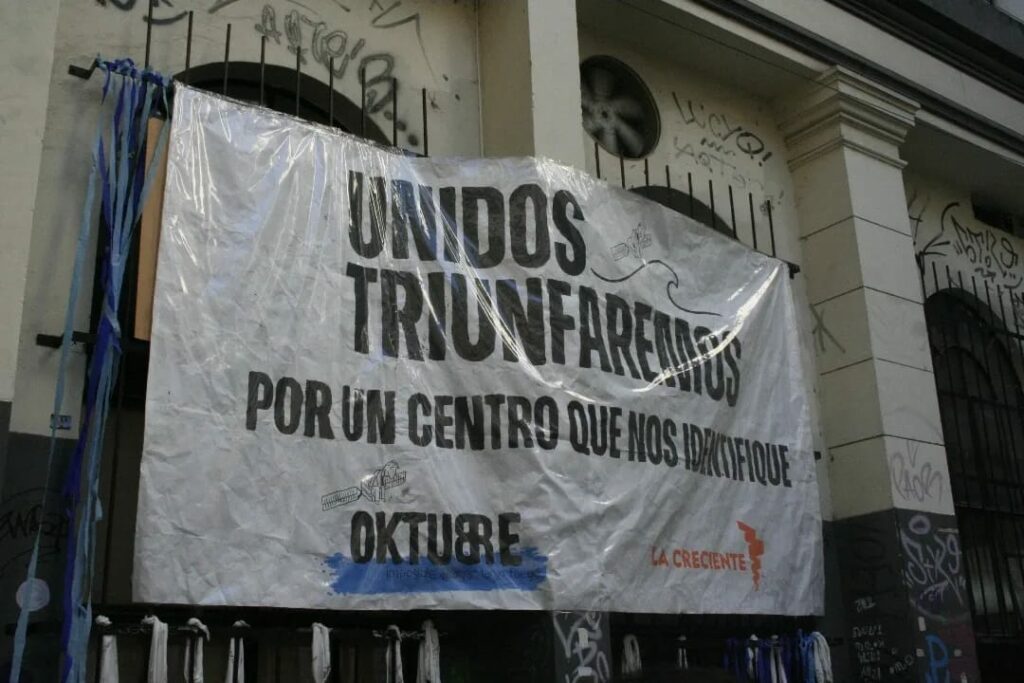 UNIDOS
TRIUNFAREMOS
POR UN CENTRO QUE NOS IDENTIFIQUE
OKTUBRE
LA CRECIENTE